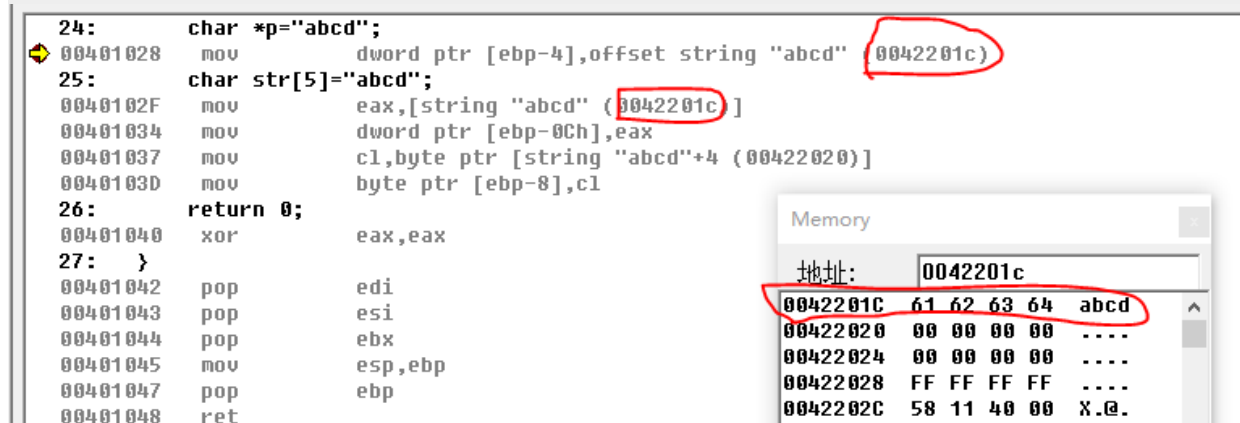 24: char *p="abcd";
00401028 mov dword ptr [ebp-4],offset string "abcd" (0042201c)
25: char str[5]="abcd";
0040102F mov eax,[string "abcd" (0042201c)]
00401034 mov dword ptr [ebp-0Ch],eax
00401037 mov cl,byte ptr [string "abcd"+4 (00422020)]
0040103D mov byte ptr [ebp-8],cl
26: return 0;
00401040 xor eax,eax
27: }
00401042 pop edi
00401043 pop esi
00401044 pop ebx
00401045 mov esp,ebp
00401047 pop ebp
00401048 ret
Memory
x
地址: 0042201c
0042201C 61 62 63 64 abcd
00422020 00 00 00 00 ....
00422024 00 00 00 00 ....
00422028 FF FF FF FF ....
0042202C 58 11 40 00 X.@.